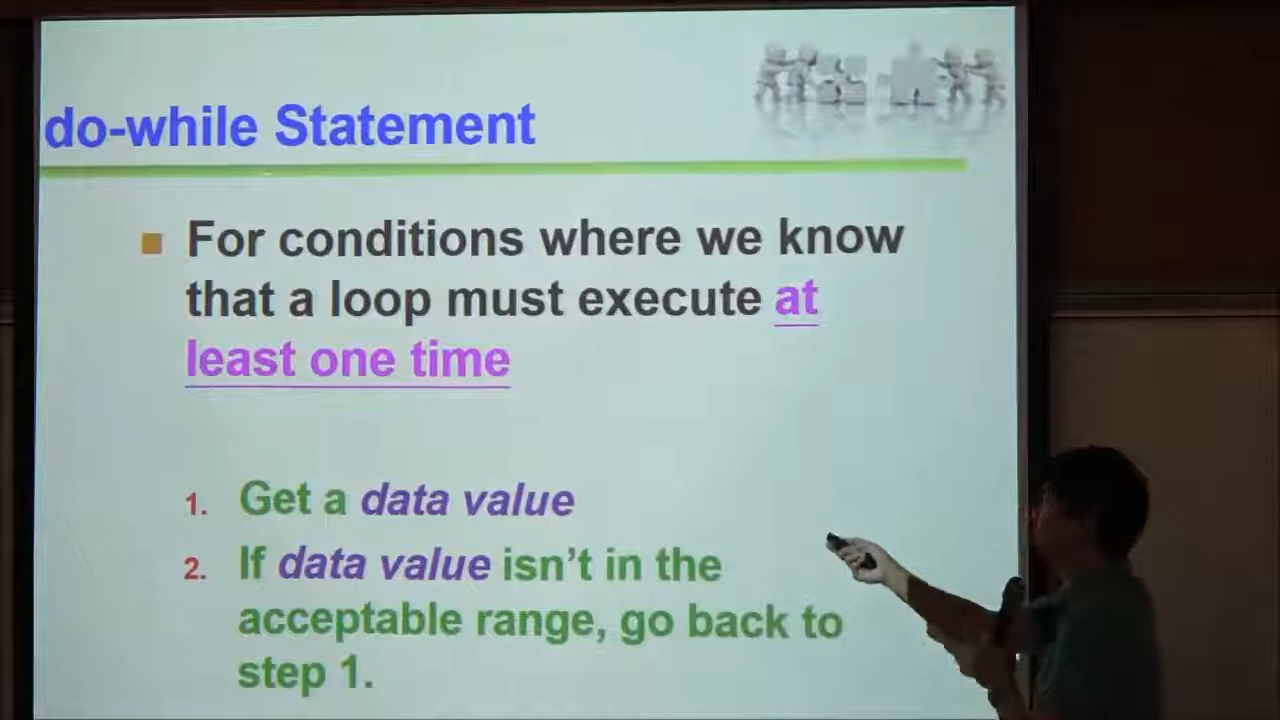 do-while Statement
For conditions where we know
that a loop must execute at
least one time
1. Get a data value
2. If data value isn't in the
acceptable range, go back to
step 1.